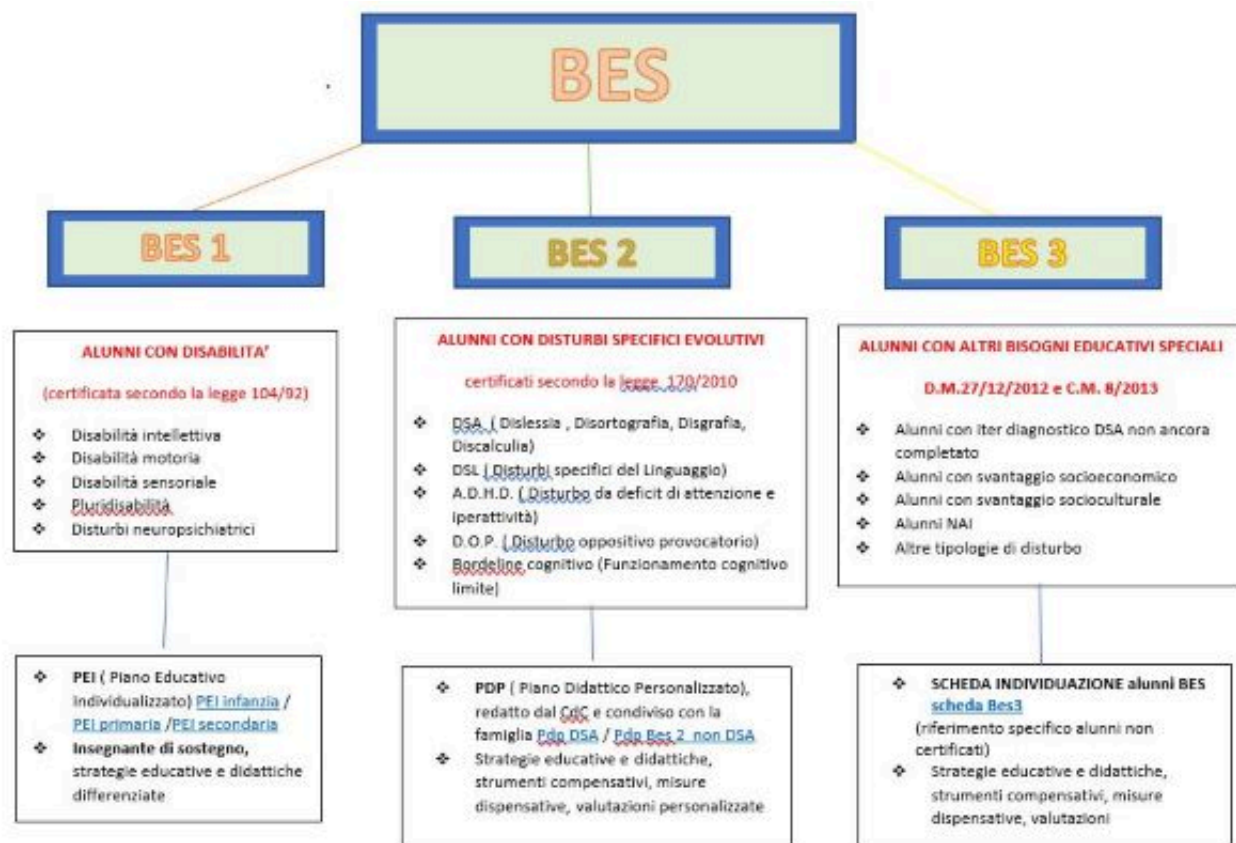 BES
BES 1
BES 2
BES 3
ALUNNI CON DISABILITA'
(certificata secondo la legge 104/92)
❖ Disabilità intellettiva
❖ Disabilità motoria
❖ Disabilità sensoriale
❖ Pluridisabilità
❖ Disturbi neuropsichiatrici
ALUNNI CON DISTURBI SPECIFICI EVOLUTIVI
certificati secondo la legge 170/2010
❖ DSA ( Dislessia , Disortografia, Disgrafia,
Discalculia)
❖ DSL ( Disturbi specifici del Linguaggio)
❖ A.D.H.D. ( Disturbo da deficit di attenzione e
iperattività)
❖ D.O.P. ( Disturbo oppositivo provocatorio)
❖ Bordeline cognitivo (Funzionamento cognitivo
limite)
ALUNNI CON ALTRI BISOGNI EDUCATIVI SPECIALI
D.M.27/12/2012 e C.M. 8/2013
❖ Alunni con iter diagnostico DSA non ancora
completato
❖ Alunni con svantaggio socioeconomico
❖ Alunni con svantaggio socioculturale
❖ Alunni NAI
❖ Altre tipologie di disturbo
❖ PEI ( Piano Educativo
Individualizzato) PEI infanzia /
PEI primaria /PEI secondaria
❖ Insegnante di sostegno,
strategie educative e didattiche
differenziate
❖ PDP ( Piano Didattico Personalizzato),
redatto dal CdC e condiviso con la
famiglia Pdp DSA / Pdp Bes 2 non DSA
❖ Strategie educative e didattiche,
strumenti compensativi, misure
dispensative, valutazioni personalizzate
❖ SCHEDA INDIVIDUAZIONE alunni BES
scheda Bes3
(riferimento specifico alunni non
certificati)
❖ Strategie educative e didattiche,
strumenti compensativi, misure
dispensative, valutazioni